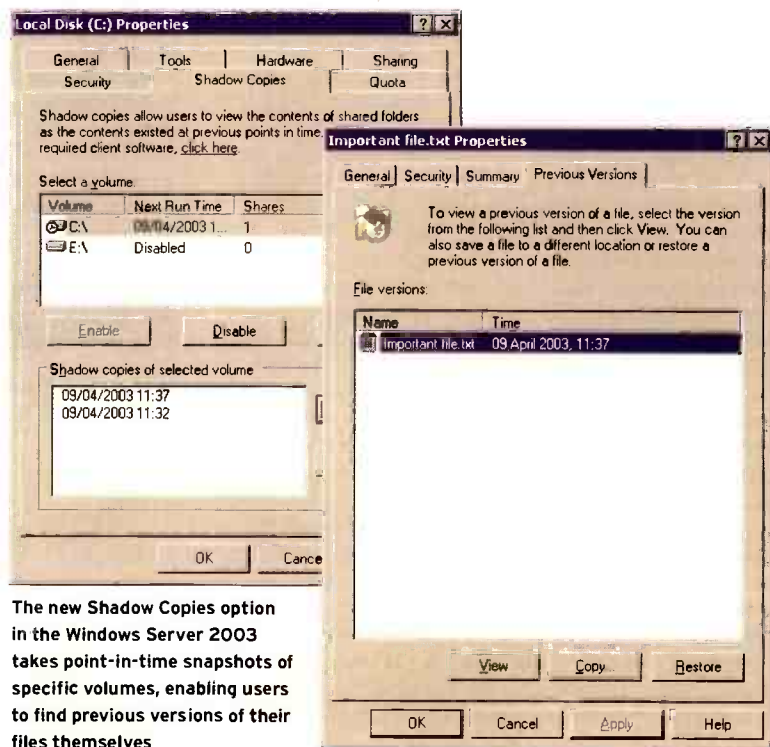 Local Disk (C:) Properties
General Tools Hardware Sharing
Security Shadow Copies Quota
Shadow copies allow users to view the contents of shared folders
as the contents existed at previous points in time.
required client software, click here.
Select a volume
Volume Next Run Time Shares
C:\ 09/04/2003 1... 1
E:\ Disabled 0
Enable Disable
Shadow copies of selected volume
09/04/2003 11:37
09/04/2003 11:32
OK
Important file.txt Properties
General Security Summary Previous Versions
To view a previous version of a file, select the version
from the following list and then click View. You can
also save a file to a different location or restore a
previous version of a file.
File versions:
Name Time
Important file.txt 09 April 2003, 11:37
View Copy... Restore
OK Cancel Apply Help
The new Shadow Copies option
in the Windows Server 2003
takes point-in-time snapshots of
specific volumes, enabling users
to find previous versions of their
files themselves